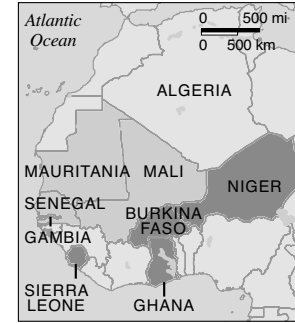 Atlantic
Ocean
0 500 mi
0 500 km
ALGERIA
MAURITANIA
MALI
NIGER
SENEGAL
BURKINA
FASO
GAMBIA
SIERRA
LEONE
GHANA